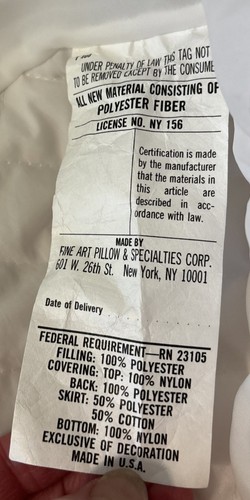 UNDER PENALTY OF LAW THIS TAG NOT
TO BE REMOVED EXCEPT BY THE CONSUME
ALL NEW MATERIAL CONSISTING OF
POLYESTER FIBER
LICENSE NO. NY 156
Certification is made
by the manufacturer
that the materials in
this article are
described in acc-
ordance with law.
MADE BY
FINE ART PILLOW & SPECIALTIES CORP.
601 W. 26th St. New York, NY 10001
Date of Delivery
FEDERAL REQUIREMENT—RN 23105
FILLING: 100% POLYESTER
COVERING: TOP: 100% NYLON
BACK: 100% POLYESTER
SKIRT: 50% POLYESTER
50% COTTON
BOTTOM: 100% NYLON
EXCLUSIVE OF DECORATION
MADE IN U.S.A.